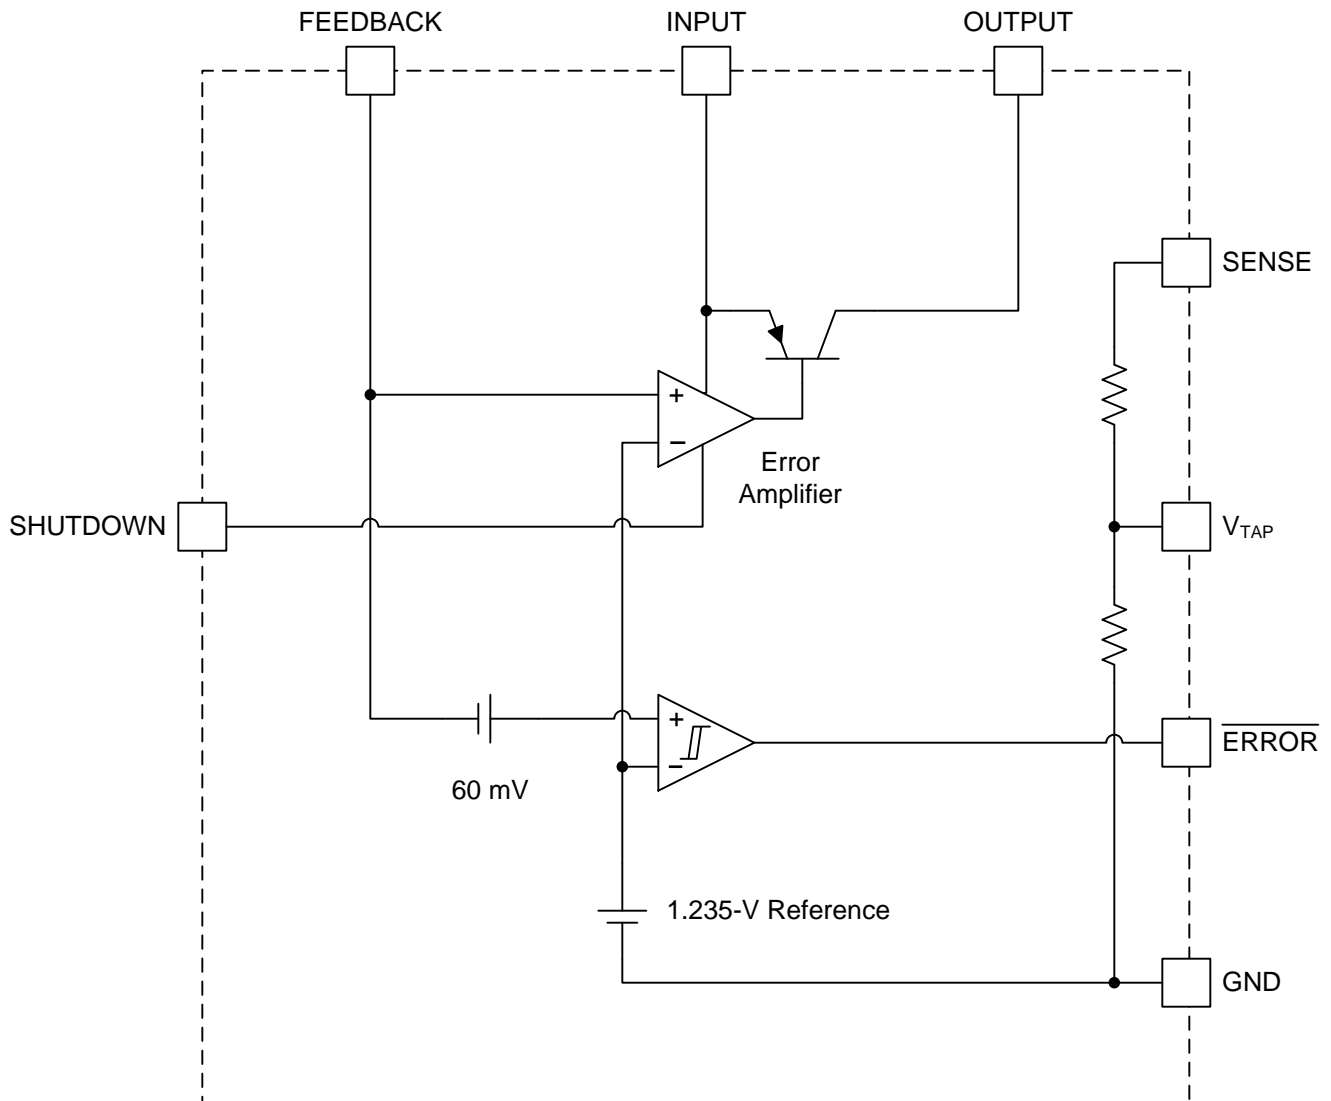 FEEDBACK
INPUT
OUTPUT
SENSE
+
−
Error
Amplifier
SHUTDOWN
VTAP
+
−
ERROR
60 mV
1.235-V Reference
GND